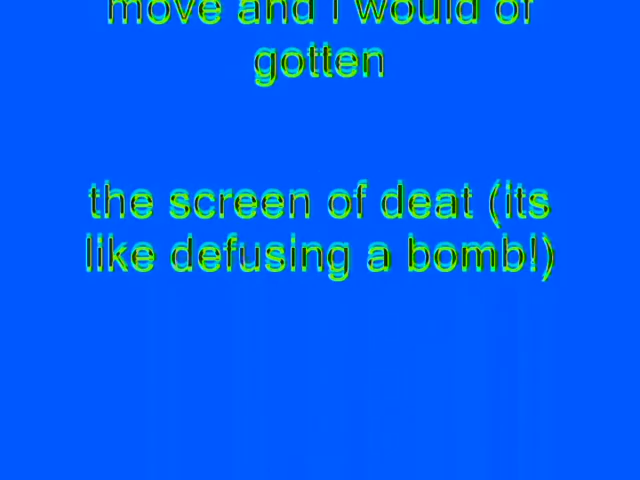 move and I would of
gotten
the screen of deat (its
like defusing a bomb!)